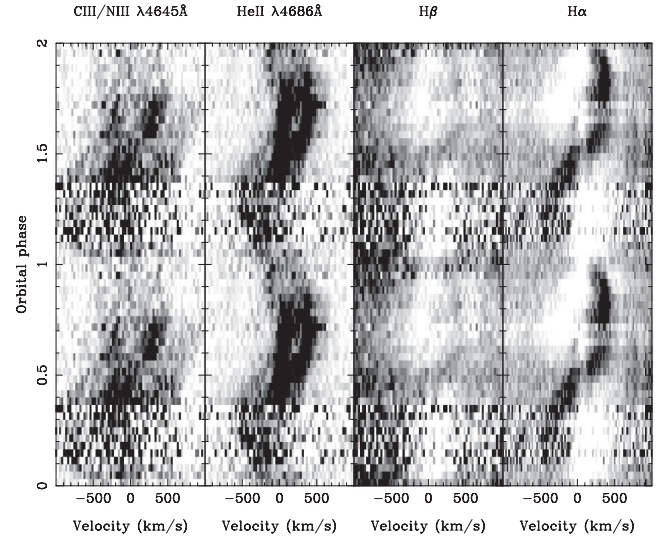 CIII/NIII λ4645Å HeII λ4686Å Hβ Hα
2
1.5
1
0.5
0
Orbital phase
−500 0 500 −500 0 500 −500 0 500 −500 0 500
Velocity (km/s) Velocity (km/s) Velocity (km/s) Velocity (km/s)